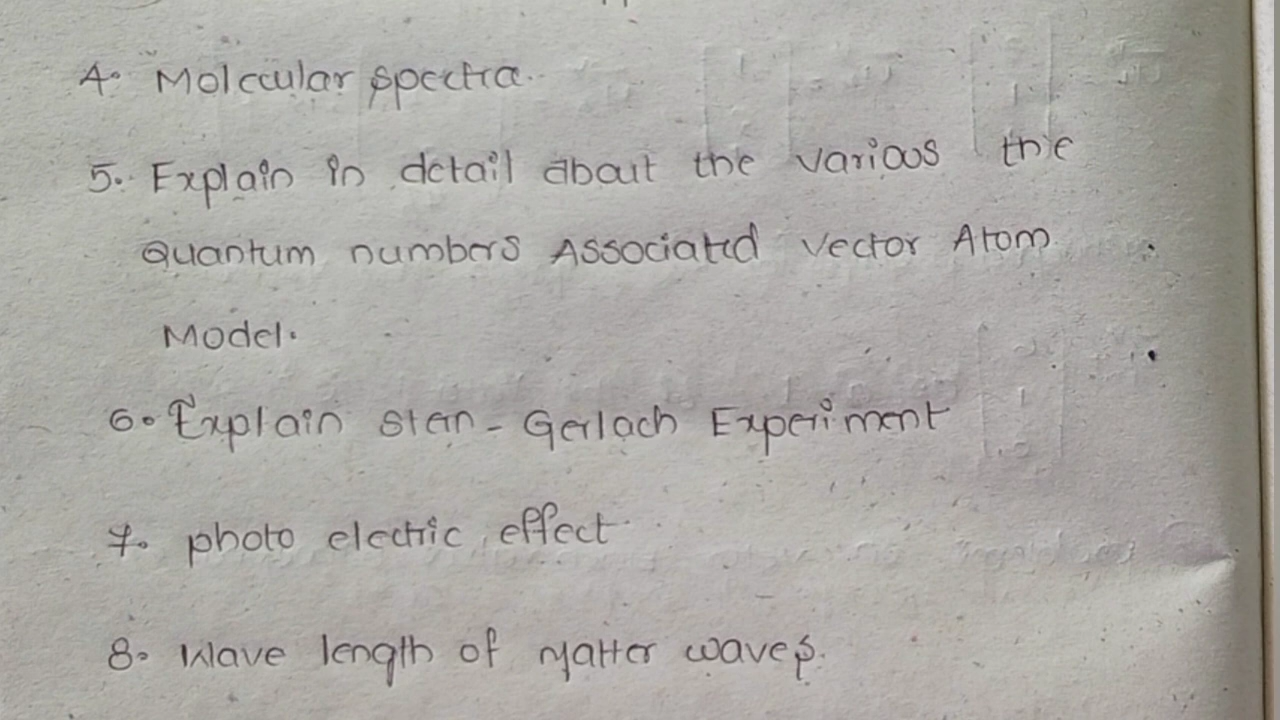 4. Molecular spectra.
5. Explain in detail about the various the
Quantum numbers Associated vector Atom
Model.
6. Explain stern-Gerlach Experiment
7. photo electric effect
8. Wave length of Matter waves.